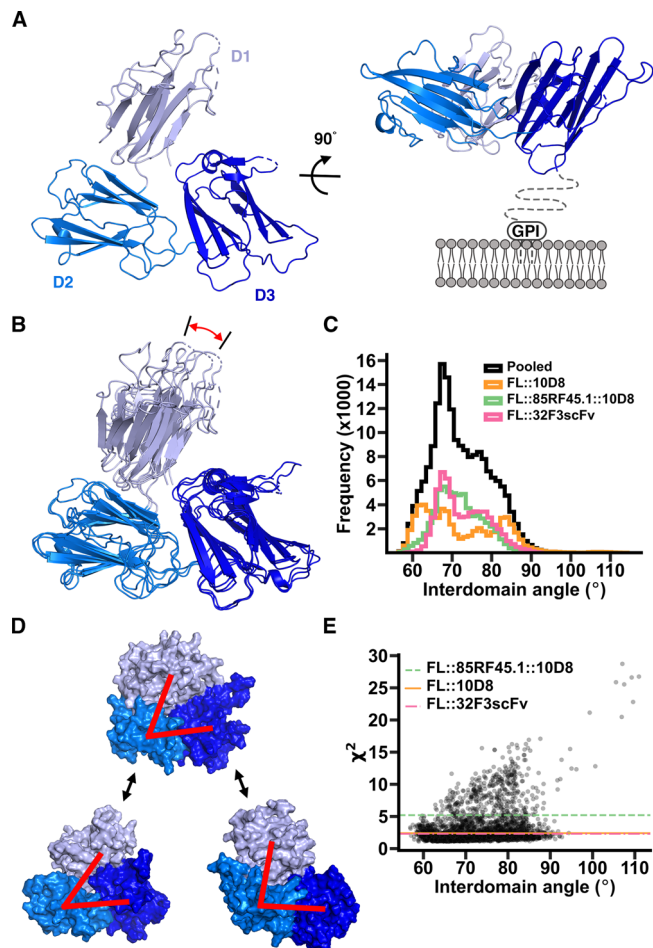 A
D1
D2
D3
90°
GPI
B
C
Frequency (x1000)
16
14
12
10
8
6
4
2
Pooled
FL::10D8
FL::85RF45.1::10D8
FL::32F3scFv
60 70 80 90 100 110
Interdomain angle (°)
D
E
χ²
30
25
20
15
10
5
0
FL::85RF45.1::10D8
FL::10D8
FL::32F3scFv
60 70 80 90 100 110
Interdomain angle (°)